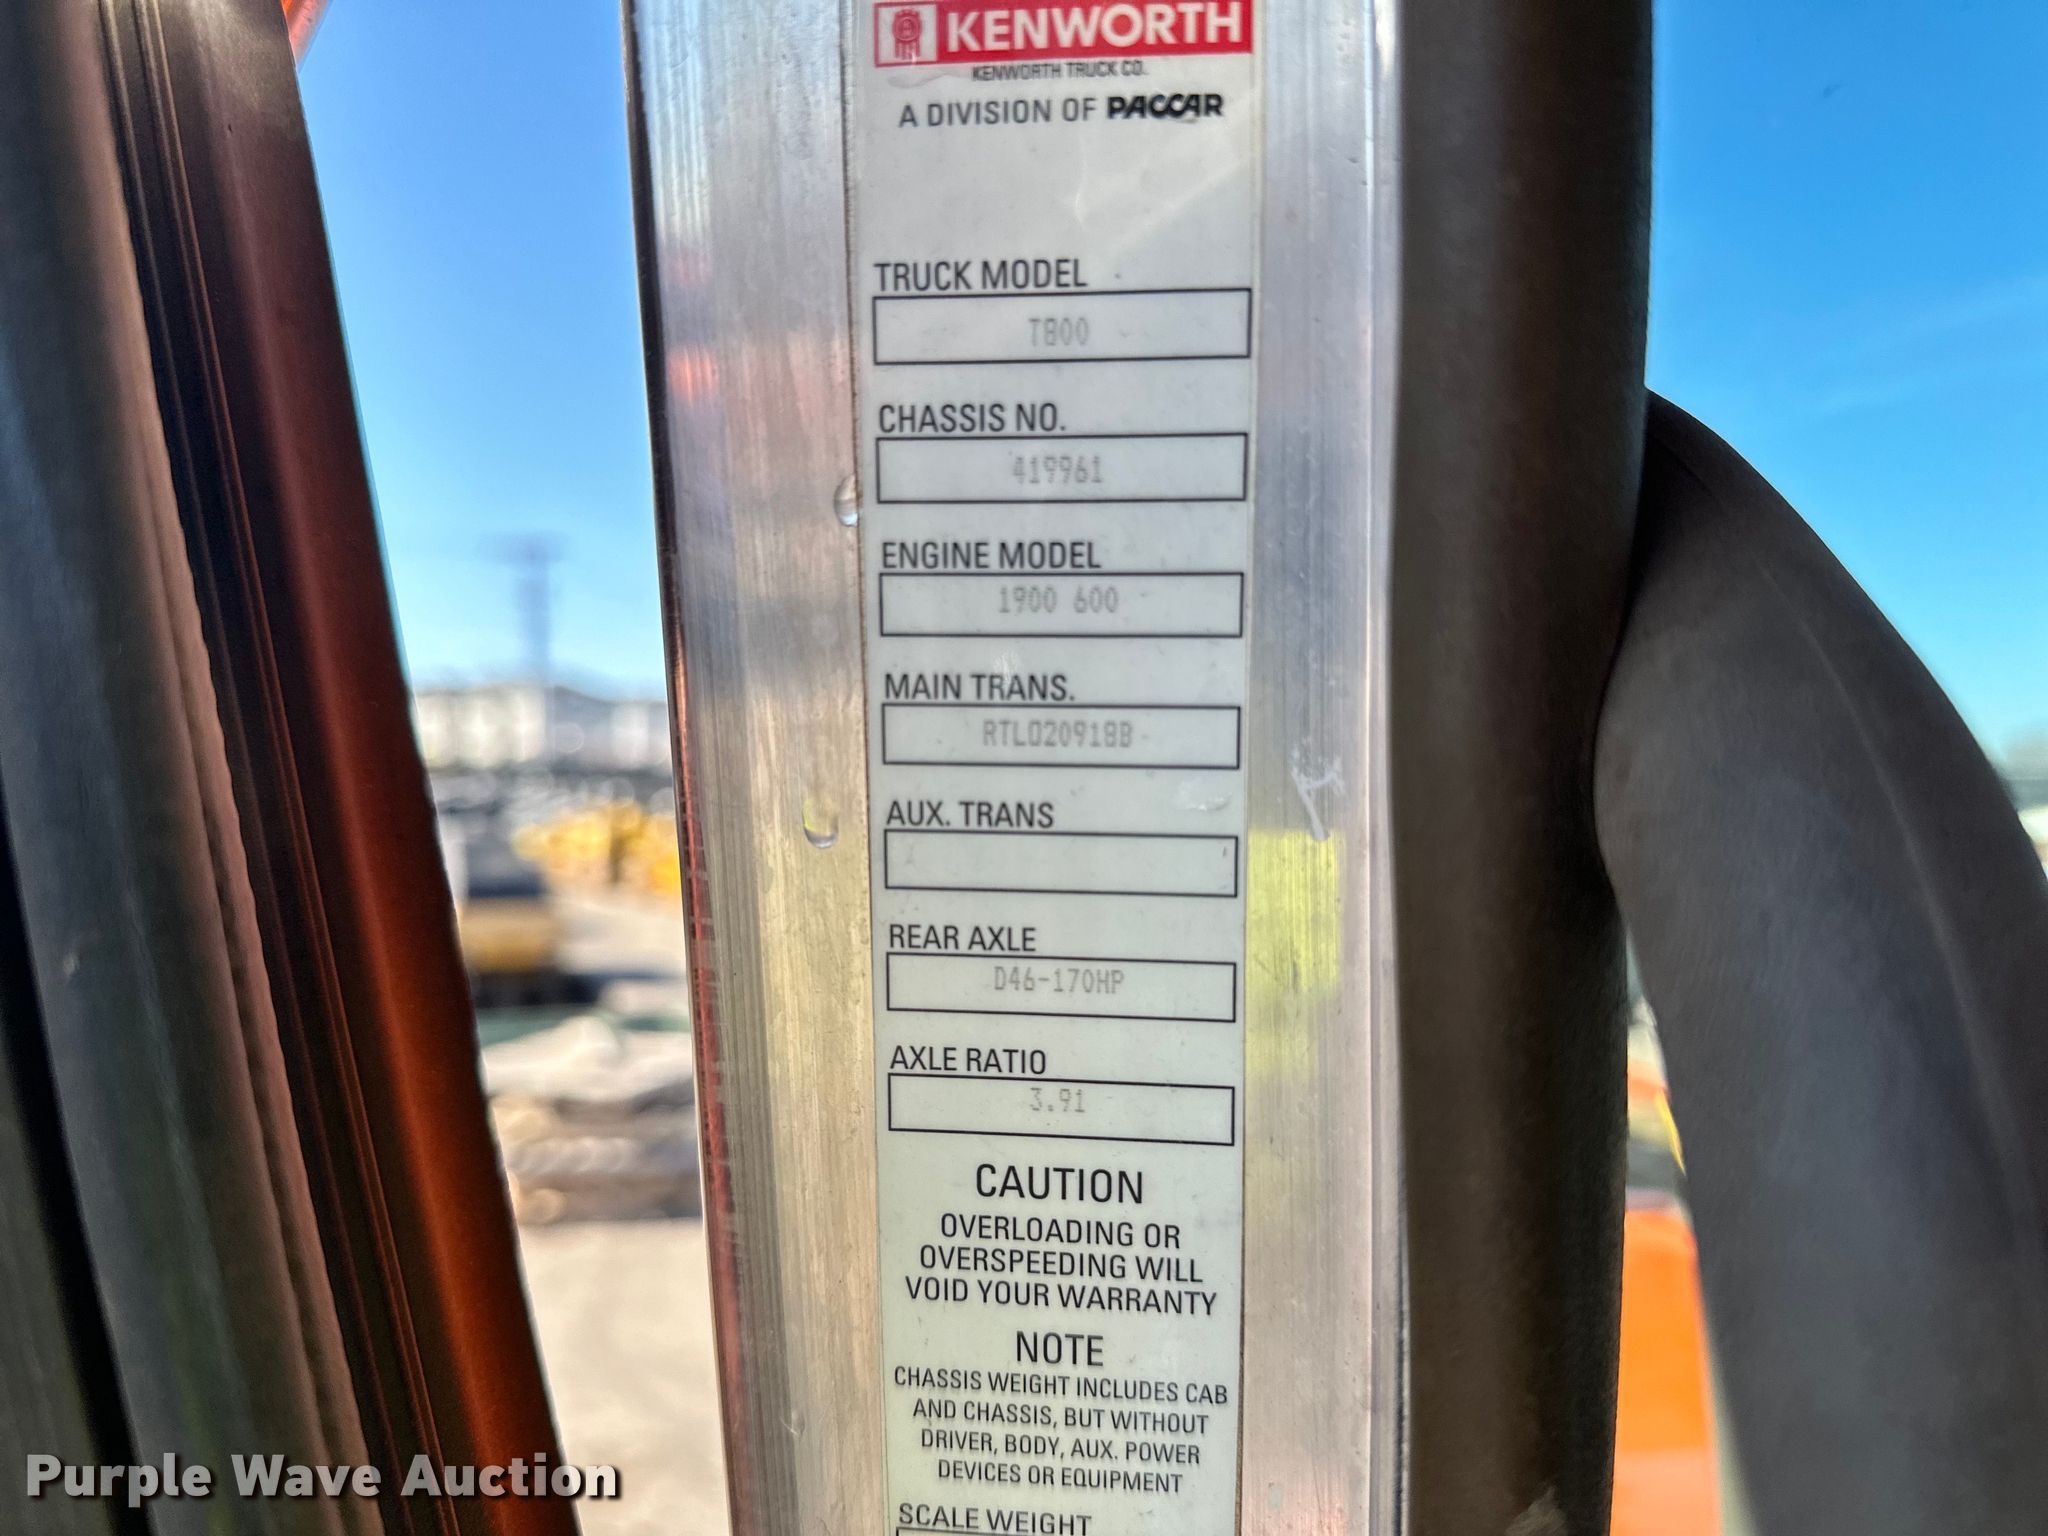 KENWORTH
KENWORTH TRUCK CO.
A DIVISION OF PACCAR
TRUCK MODEL
T800
CHASSIS NO.
419961
ENGINE MODEL
1900 600
MAIN TRANS.
RTLO20918B
AUX. TRANS
REAR AXLE
D46-170HP
AXLE RATIO
3.91
CAUTION
OVERLOADING OR
OVERSPEEDING WILL
VOID YOUR WARRANTY
NOTE
CHASSIS WEIGHT INCLUDES CAB
AND CHASSIS, BUT WITHOUT
DRIVER, BODY, AUX. POWER
DEVICES OR EQUIPMENT
SCALE WEIGHT
Purple Wave Auction